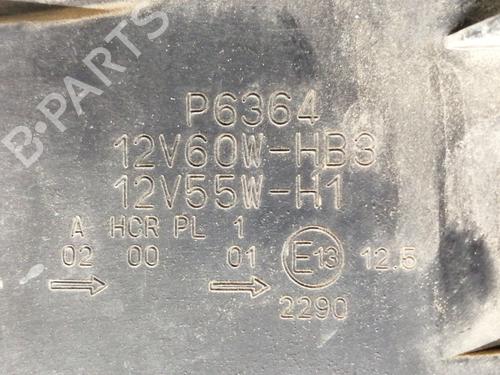 B-PARTS
P6364
12V60W-HB3
12V55W-H1
A HCR PL 1
02 00 01 E13 12.5
2290